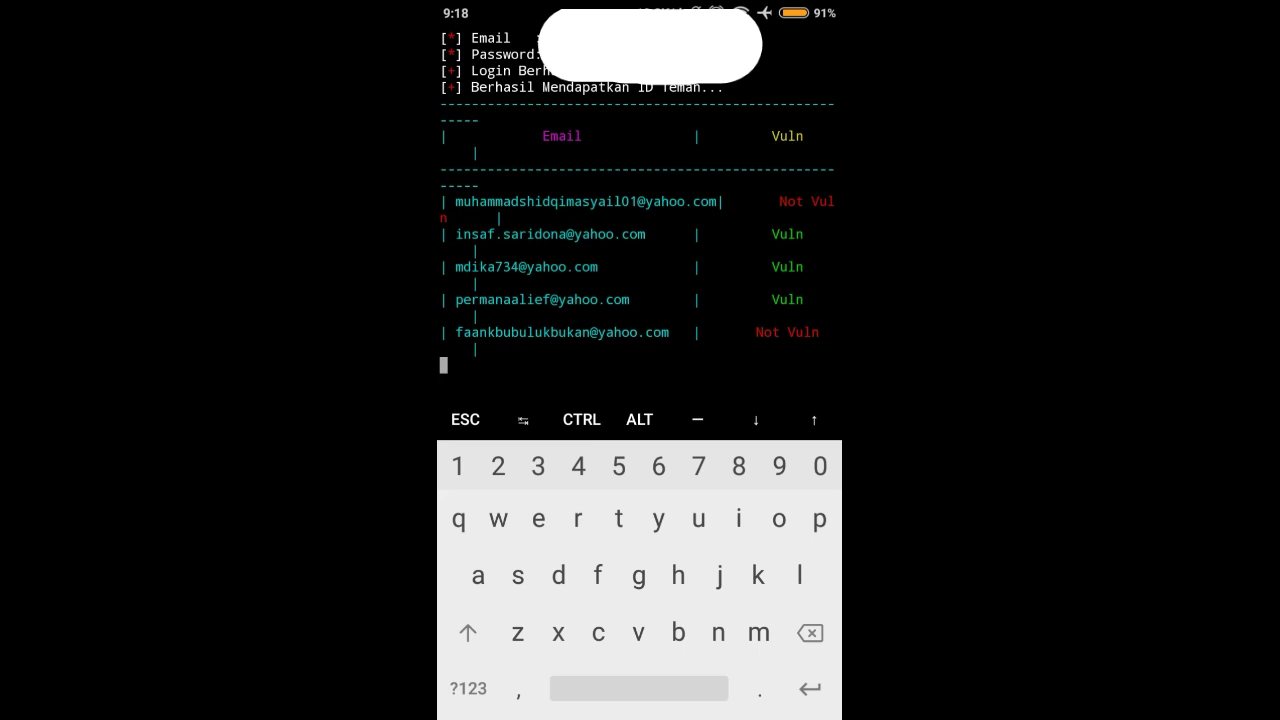 9:18 91%
[*] Email
[*] Password:
[+] Login Berh
[+] Berhasil Mendapatkan ID Teman...
--------------------------------------------------
-----
| Email | Vuln
|
--------------------------------------------------
-----
| muhammadshidqimasyail01@yahoo.com| Not Vul
n |
| insaf.saridona@yahoo.com | Vuln
|
| mdika734@yahoo.com | Vuln
|
| permanaalief@yahoo.com | Vuln
|
| faankbubulukbukan@yahoo.com | Not Vuln
|
ESC ↹ CTRL ALT — ↓ ↑
1 2 3 4 5 6 7 8 9 0
q w e r t y u i o p
a s d f g h j k l
z x c v b n m
?123 , .